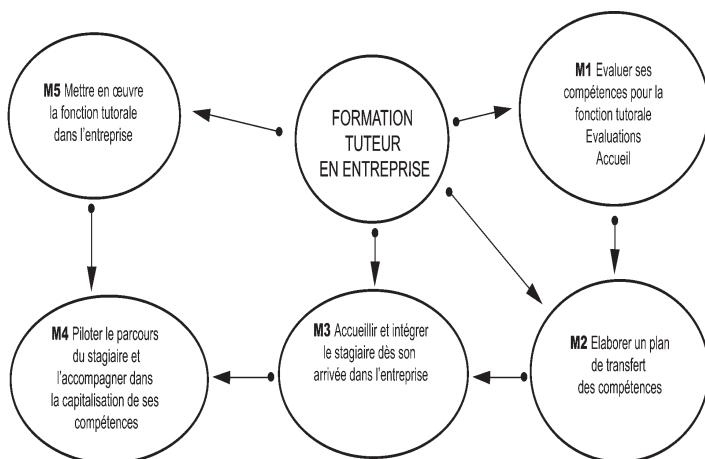 M5 Mettre en œuvre
la fonction tutorale
dans l'entreprise
FORMATION
TUTEUR
EN ENTREPRISE
M1 Evaluer ses
compétences pour la
fonction tutorale
Evaluations
Accueil
M4 Piloter le parcours
du stagiaire et
l'accompagner dans
la capitalisation de ses
compétences
M3 Accueillir et intégrer
le stagiaire dès son
arrivée dans l'entreprise
M2 Elaborer un plan
de transfert
des compétences